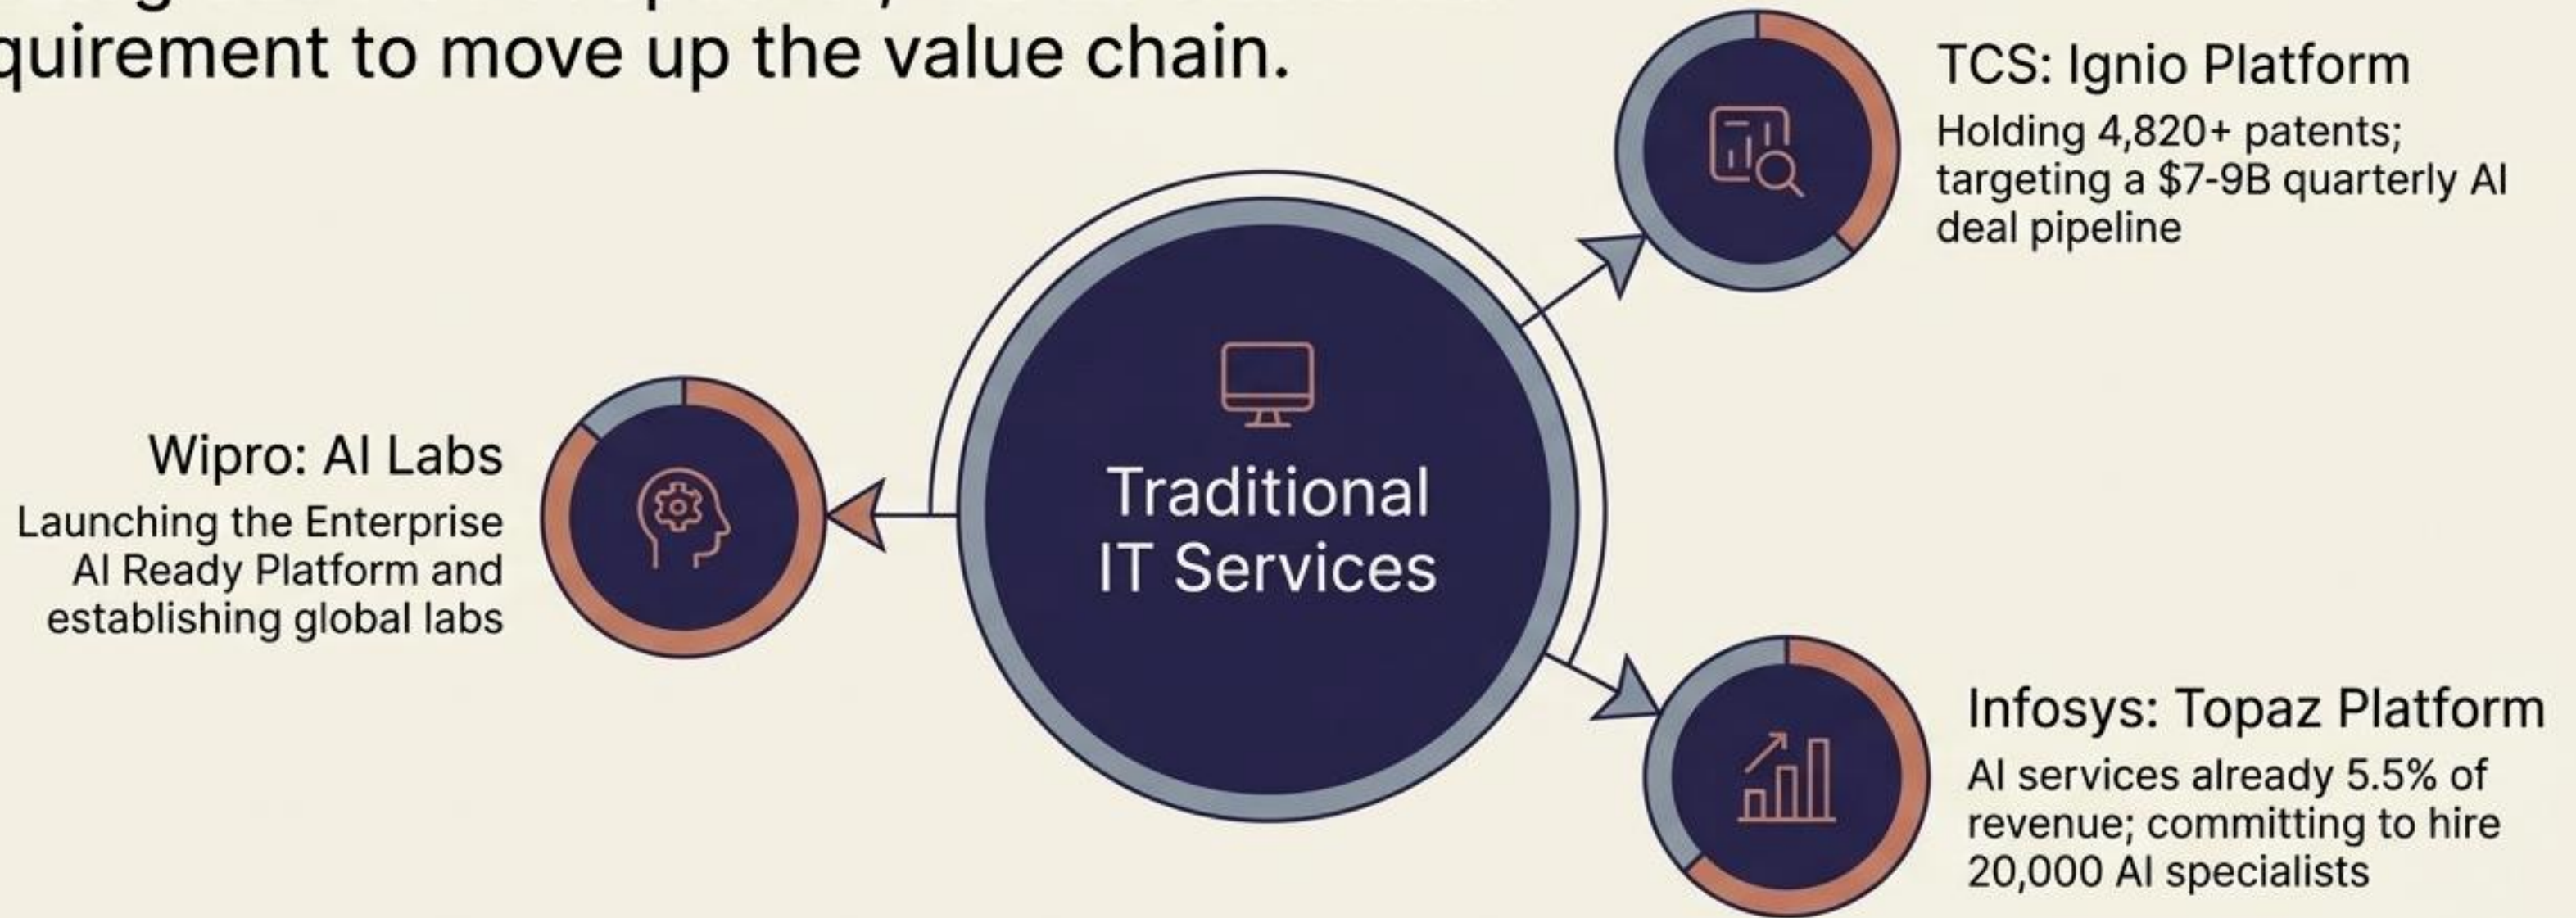 quirement to move up the value chain.
TCS: Ignio Platform
Holding 4,820+ patents;
targeting a $7-9B quarterly AI
deal pipeline
Traditional
IT Services
Wipro: AI Labs
Launching the Enterprise
AI Ready Platform and
establishing global labs
Infosys: Topaz Platform
AI services already 5.5% of
revenue; committing to hire
20,000 AI specialists